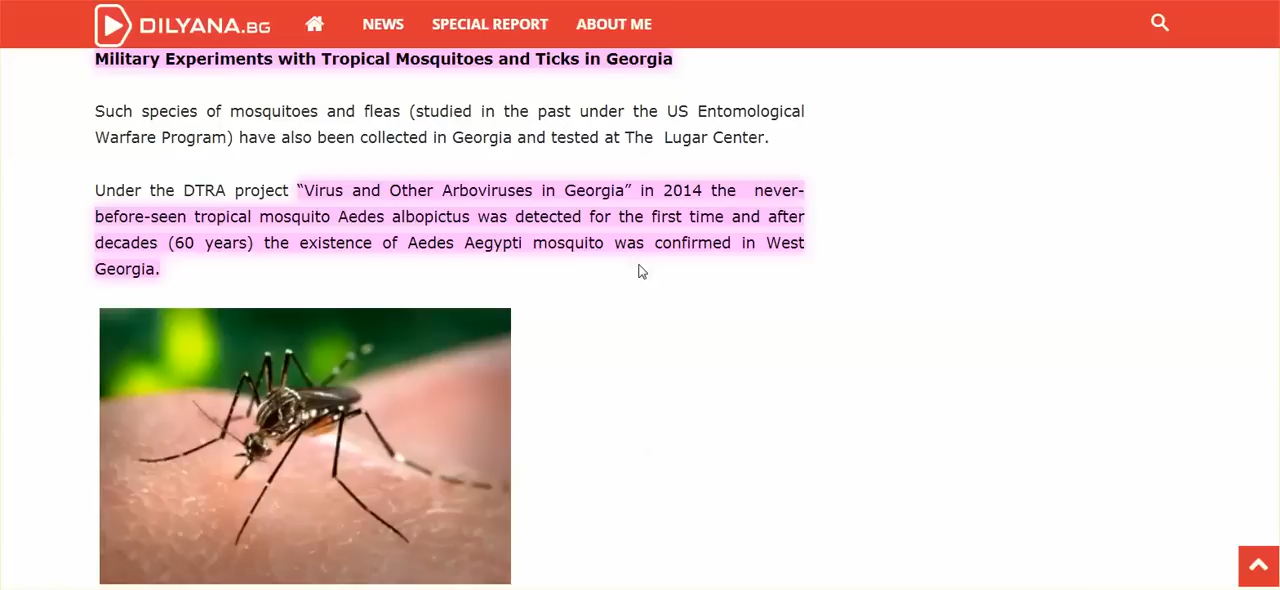 DILYANA.BG NEWS SPECIAL REPORT ABOUT ME
Military Experiments with Tropical Mosquitoes and Ticks in Georgia
Such species of mosquitoes and fleas (studied in the past under the US Entomological
Warfare Program) have also been collected in Georgia and tested at The Lugar Center.
Under the DTRA project “Virus and Other Arboviruses in Georgia” in 2014 the never-
before-seen tropical mosquito Aedes albopictus was detected for the first time and after
decades (60 years) the existence of Aedes Aegypti mosquito was confirmed in West
Georgia.